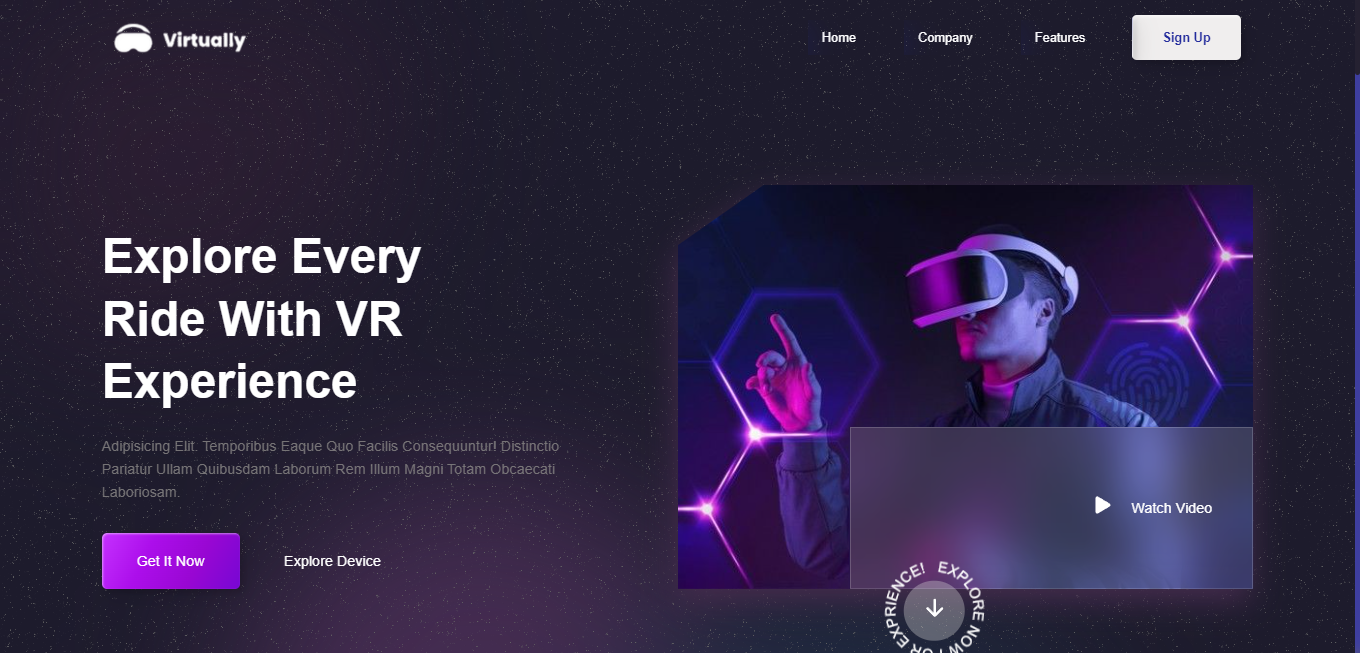 Virtually
Home
Company
Features
Sign Up
Explore Every
Ride With VR
Experience
Adipisicing Elit. Temporibus Eaque Quo Facilis Consequuntur! Distinctio
Pariatur Ullam Quibusdam Laborum Rem Illum Magni Totam Obcaecati
Laboriosam.
Get It Now
Explore Device
Watch Video
EXPLORE NOW FOR EXPRIENCE!